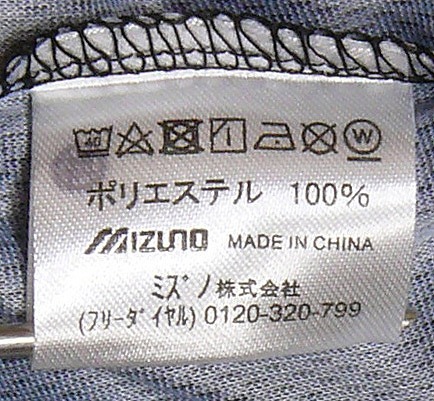 40 W
ポリエステル 100%
MIZUNO MADE IN CHINA
ミズノ株式会社
(フリーダイヤル) 0120-320-799